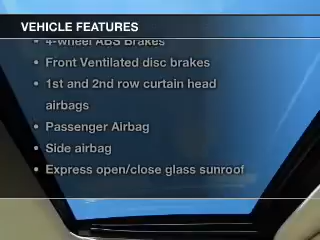 VEHICLE FEATURES
• 4-wheel ABS Brakes
• Front Ventilated disc brakes
• 1st and 2nd row curtain head
airbags
• Passenger Airbag
• Side airbag
• Express open/close glass sunroof